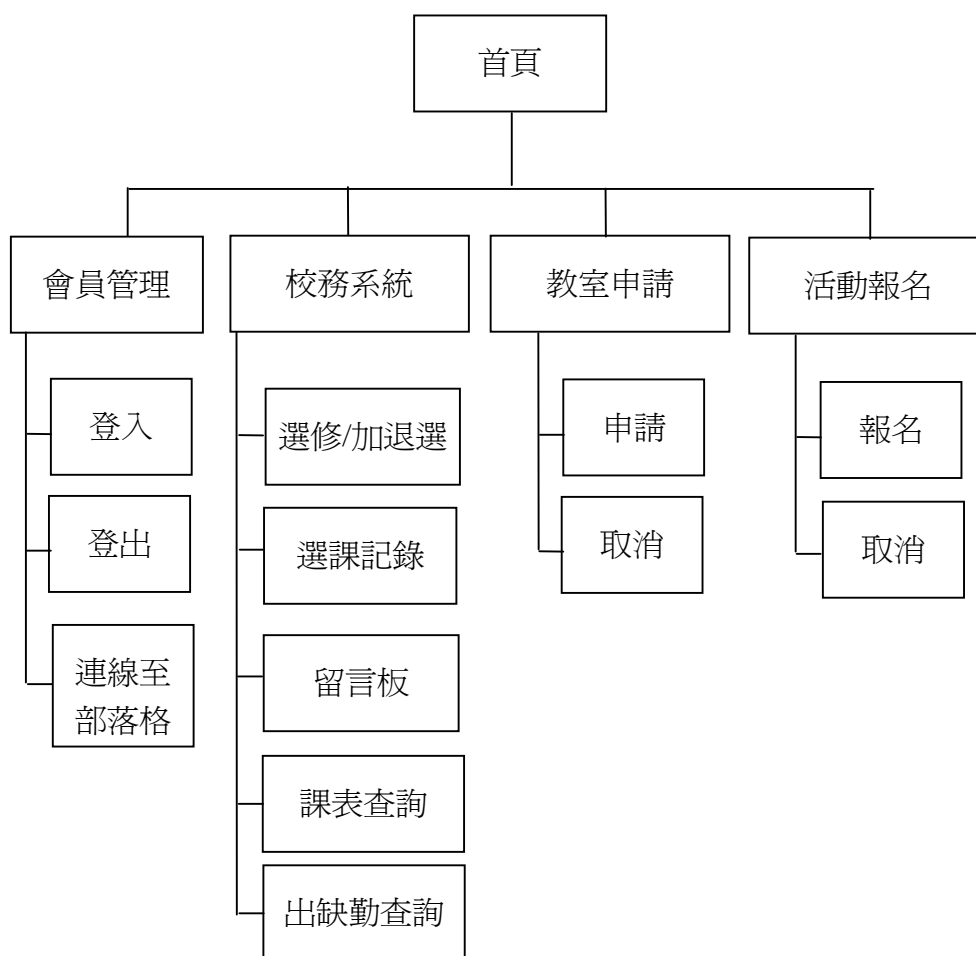 首頁
會員管理
校務系統
教室申請
活動報名
登入
登出
連線至
部落格
選修/加退選
選課記錄
留言板
課表查詢
出缺勤查詢
申請
取消
報名
取消